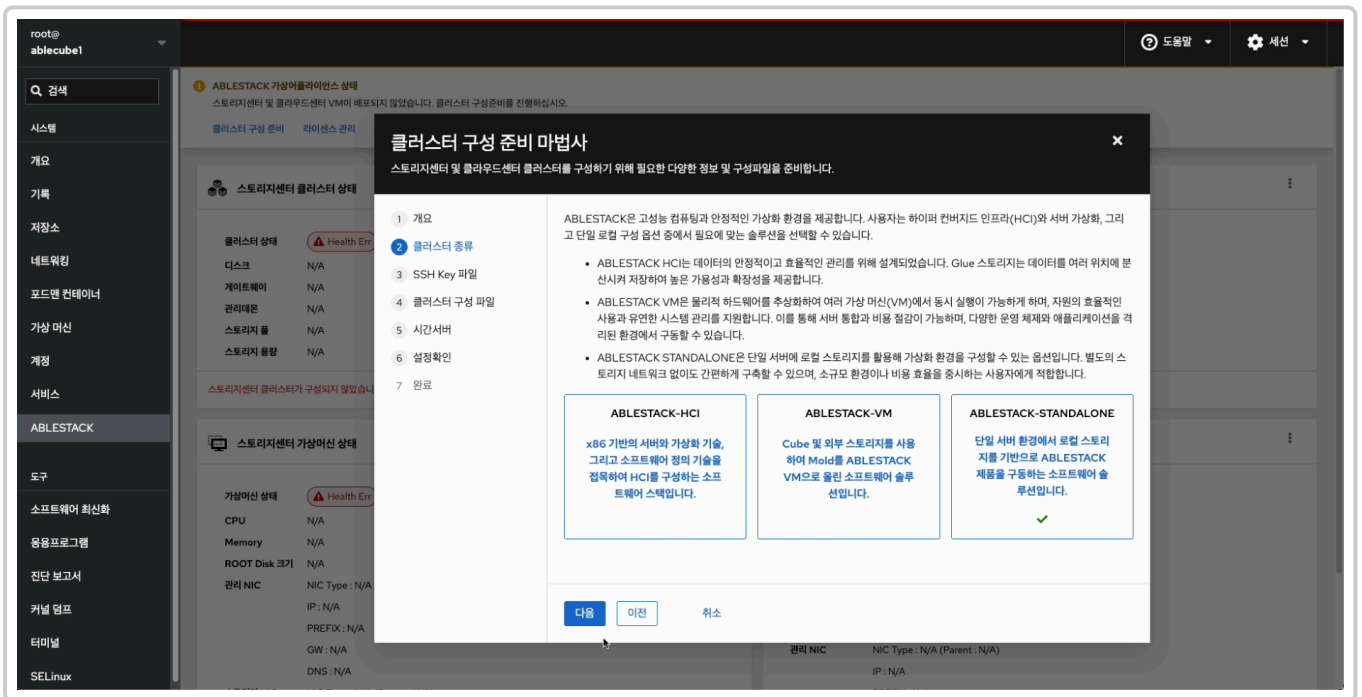 root@
ablecube1
도움말
세션
검색
시스템
개요
기록
저장소
네트워킹
포드맨 컨테이너
가상 머신
계정
서비스
ABLESTACK
도구
소프트웨어 최신화
응용프로그램
진단 보고서
커널 덤프
터미널
SELinux
ABLESTACK 가상어플라이언스 상태
스토리지센터 및 클라우드센터 VM이 배포되지 않았습니다. 클러스터 구성준비를 진행하십시오.
클러스터 구성 준비 라이센스 관리
스토리지센터 클러스터 상태
클러스터 상태 Health Err
디스크 N/A
게이트웨이 N/A
관리데몬 N/A
스토리지 풀 N/A
스토리지 용량 N/A
스토리지센터 클러스터가 구성되지 않았습니
스토리지센터 가상머신 상태
가상머신 상태 Health Err
CPU N/A
Memory N/A
ROOT Disk 크기 N/A
관리 NIC NIC Type : N/A
IP : N/A
PREFIX : N/A
GW : N/A
DNS : N/A
클러스터 구성 준비 마법사
스토리지센터 및 클라우드센터 클러스터를 구성하기 위해 필요한 다양한 정보 및 구성파일을 준비합니다.
1 개요
2 클러스터 종류
3 SSH Key 파일
4 클러스터 구성 파일
5 시간서버
6 설정확인
7 완료
ABLESTACK은 고성능 컴퓨팅과 안정적인 가상화 환경을 제공합니다. 사용자는 하이퍼 컨버지드 인프라(HCI)와 서버 가상화, 그리
고 단일 로컬 구성 옵션 중에서 필요에 맞는 솔루션을 선택할 수 있습니다.
• ABLESTACK HCI는 데이터의 안정적이고 효율적인 관리를 위해 설계되었습니다. Glue 스토리지는 데이터를 여러 위치에 분
산시켜 저장하여 높은 가용성과 확장성을 제공합니다.
• ABLESTACK VM은 물리적 하드웨어를 추상화하여 여러 가상 머신(VM)에서 동시 실행이 가능하게 하며, 자원의 효율적인
사용과 유연한 시스템 관리를 지원합니다. 이를 통해 서버 통합과 비용 절감이 가능하며, 다양한 운영 체제와 애플리케이션을 격
리된 환경에서 구동할 수 있습니다.
• ABLESTACK STANDALONE은 단일 서버에 로컬 스토리지를 활용해 가상화 환경을 구성할 수 있는 옵션입니다. 별도의 스
토리지 네트워크 없이도 간편하게 구축할 수 있으며, 소규모 환경이나 비용 효율을 중시하는 사용자에게 적합합니다.
ABLESTACK-HCI
x86 기반의 서버와 가상화 기술,
그리고 소프트웨어 정의 기술을
접목하여 HCI를 구성하는 소프
트웨어 스택입니다.
ABLESTACK-VM
Cube 및 외부 스토리지를 사용
하여 Mold를 ABLESTACK
VM으로 올린 소프트웨어 솔루
션입니다.
ABLESTACK-STANDALONE
단일 서버 환경에서 로컬 스토리
지를 기반으로 ABLESTACK
제품을 구동하는 소프트웨어 솔
루션입니다.
다음 이전 취소
관리 NIC NIC Type : N/A (Parent : N/A)
IP : N/A